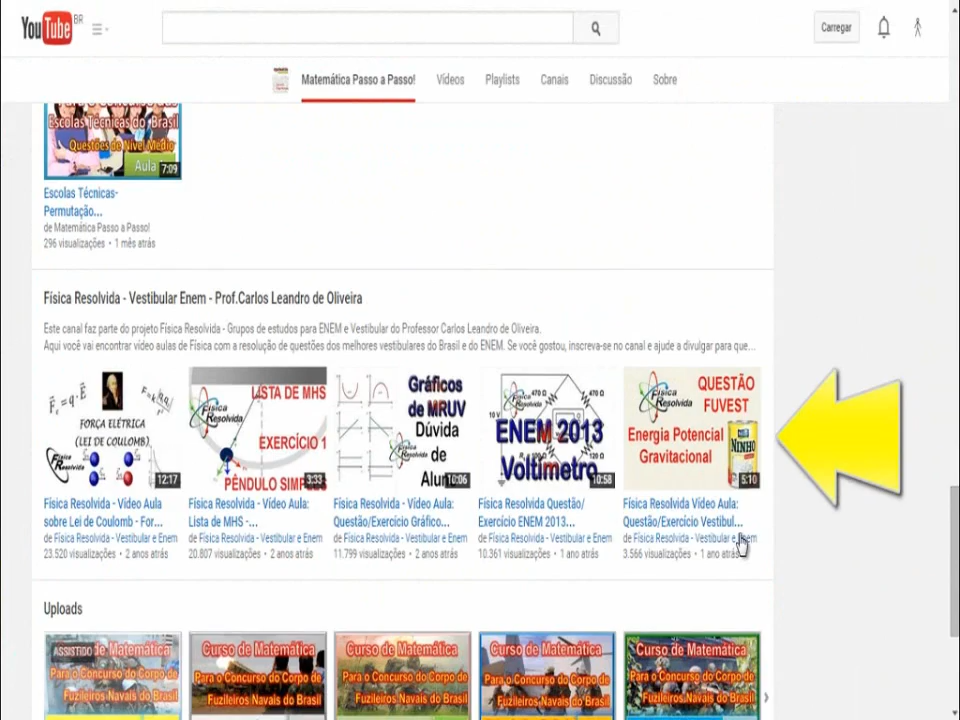 YouTube BR
Carregar
Matemática Passo a Passo! Vídeos Playlists Canais Discussão Sobre
Escolas Técnicas do Brasil
Questões de Nível Médio
Aula 7:09
Escolas Técnicas-
Permutação...
de Matemática Passo a Passo!
296 visualizações • 1 mês atrás
Física Resolvida - Vestibular Enem - Prof.Carlos Leandro de Oliveira
Este canal faz parte do projeto Física Resolvida - Grupos de estudos para ENEM e Vestibular do Professor Carlos Leandro de Oliveira.
Aqui você vai encontrar vídeo aulas de Física com a resolução de questões dos melhores vestibulares do Brasil e do ENEM. Se você gostou, inscreva-se no canal e ajude a divulgar para que...
FORÇA ELÉTRICA
(LEI DE COULOMB)
Física
Resolvida
12:17
Física Resolvida - Vídeo Aula
sobre Lei de Coulomb - For...
de Física Resolvida - Vestibular e Enem
23.520 visualizações • 2 anos atrás
LISTA DE MHS
Física
Resolvida
EXERCÍCIO 1
PÊNDULO SIMPLES
3:33
Física Resolvida - Vídeo Aula:
Lista de MHS -...
de Física Resolvida - Vestibular e Enem
20.807 visualizações • 2 anos atrás
Gráficos
de MRUV
Dúvida
de
Física
Resolvida
10:06
Física Resolvida - Vídeo Aula:
Questão/Exercício Gráfico...
de Física Resolvida - Vestibular e Enem
11.799 visualizações • 2 anos atrás
470 Ω
10 V
ENEM 2013
Voltímetro
10:58
Física Resolvida Questão/
Exercício ENEM 2013...
de Física Resolvida - Vestibular e Enem
10.361 visualizações • 1 ano atrás
Física
Resolvida
QUESTÃO
FUVEST
Energia Potencial
Gravitacional
NINHO
5:10
Física Resolvida Vídeo Aula:
Questão/Exercício Vestibul...
de Física Resolvida - Vestibular e Enem
3.566 visualizações • 1 ano atrás
Uploads
ASSISTIDO de Matemática
Para o Concurso do Corpo de
Fuzileiros Navais do Brasil
Curso de Matemática
Para o Concurso do Corpo de
Fuzileiros Navais do Brasil
Curso de Matemática
Para o Concurso do Corpo de
Fuzileiros Navais do Brasil
Curso de Matemática
Para o Concurso do Corpo de
Fuzileiros Navais do Brasil
Curso de Matemática
Para o Concurso do Corpo de
Fuzileiros Navais do Brasil